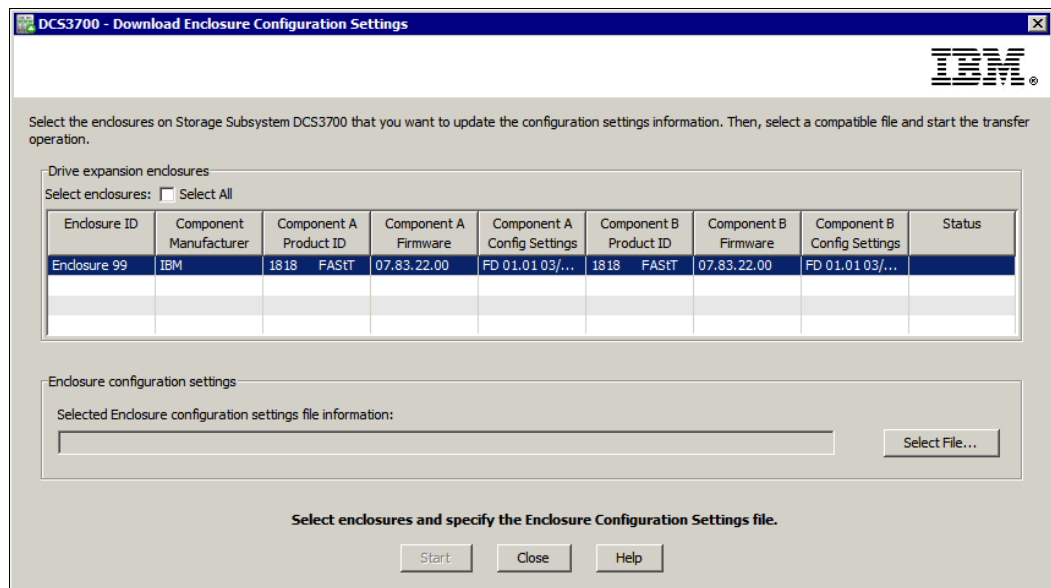 DCS3700 - Download Enclosure Configuration Settings
IBM®
Select the enclosures on Storage Subsystem DCS3700 that you want to update the configuration settings information. Then, select a compatible file and start the transfer
operation.
Drive expansion enclosures
Select enclosures: Select All
Enclosure ID Component Manufacturer Component A Product ID Component A Firmware Component A Config Settings Component B Product ID Component B Firmware Component B Config Settings Status
Enclosure 99 IBM 1818 FAStT 07.83.22.00 FD 01.01 03/... 1818 FAStT 07.83.22.00 FD 01.01 03/...
Enclosure configuration settings
Selected Enclosure configuration settings file information:
Select File...
Select enclosures and specify the Enclosure Configuration Settings file.
Start Close Help